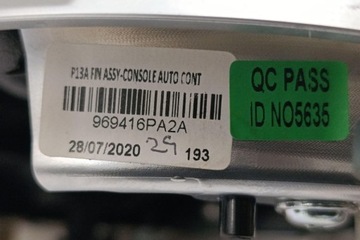 P13A FIN ASSY-CONSOLE AUTO CONT
969416PA2A
28/07/2020 29 193
QC PASS
ID NO5635